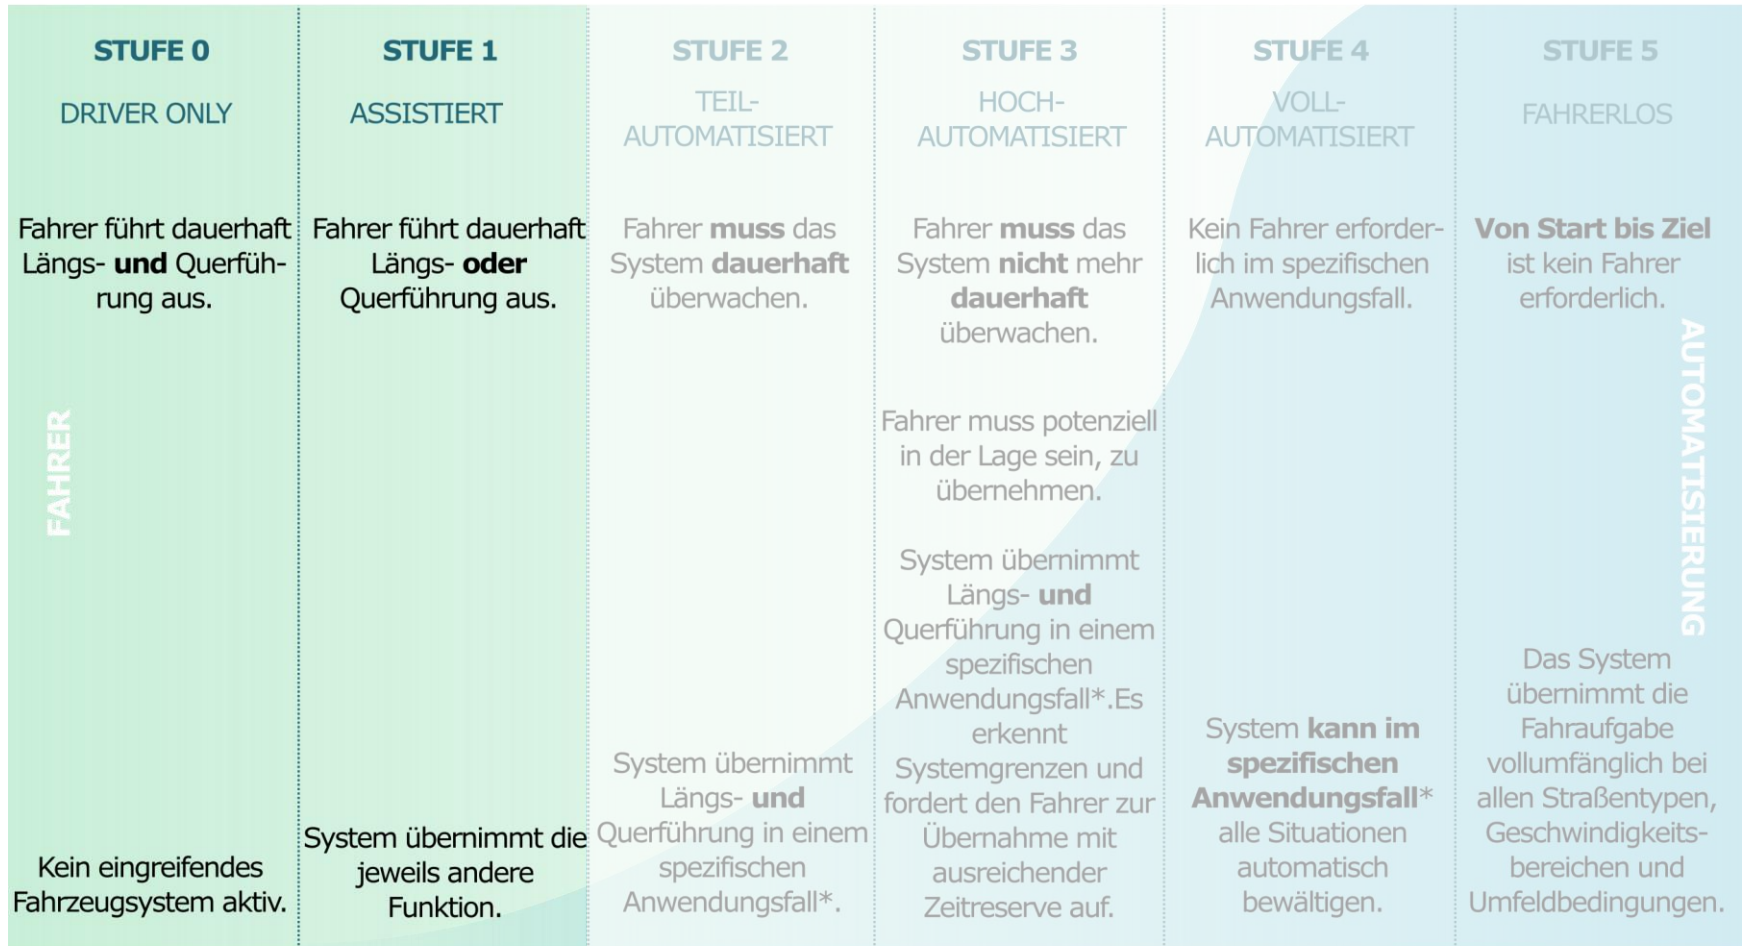 STUFE 0
DRIVER ONLY
Fahrer führt dauerhaft
Längs- und Querfüh-
rung aus.
FAHRER
Kein eingreifendes
Fahrzeugsystem aktiv.
STUFE 1
ASSISTIERT
Fahrer führt dauerhaft
Längs- oder
Querführung aus.
System übernimmt die
jeweils andere
Funktion.
STUFE 2
TEIL-
AUTOMATISIERT
Fahrer muss das
System dauerhaft
überwachen.
System übernimmt
Längs- und
Querführung in einem
spezifischen
Anwendungsfall*.
STUFE 3
HOCH-
AUTOMATISIERT
Fahrer muss das
System nicht mehr
dauerhaft
überwachen.
Fahrer muss potenziell
in der Lage sein, zu
übernehmen.
System übernimmt
Längs- und
Querführung in einem
spezifischen
Anwendungsfall*.Es
erkennt
Systemgrenzen und
fordert den Fahrer zur
Übernahme mit
ausreichender
Zeitreserve auf.
STUFE 4
VOLL-
AUTOMATISIERT
Kein Fahrer erforder-
lich im spezifischen
Anwendungsfall.
System kann im
spezifischen
Anwendungsfall*
alle Situationen
automatisch
bewältigen.
STUFE 5
FAHRERLOS
Von Start bis Ziel
ist kein Fahrer
erforderlich.
AUTOMATISIERUNG
Das System
übernimmt die
Fahraufgabe
vollumfänglich bei
allen Straßentypen,
Geschwindigkeits-
bereichen und
Umfeldbedingungen.